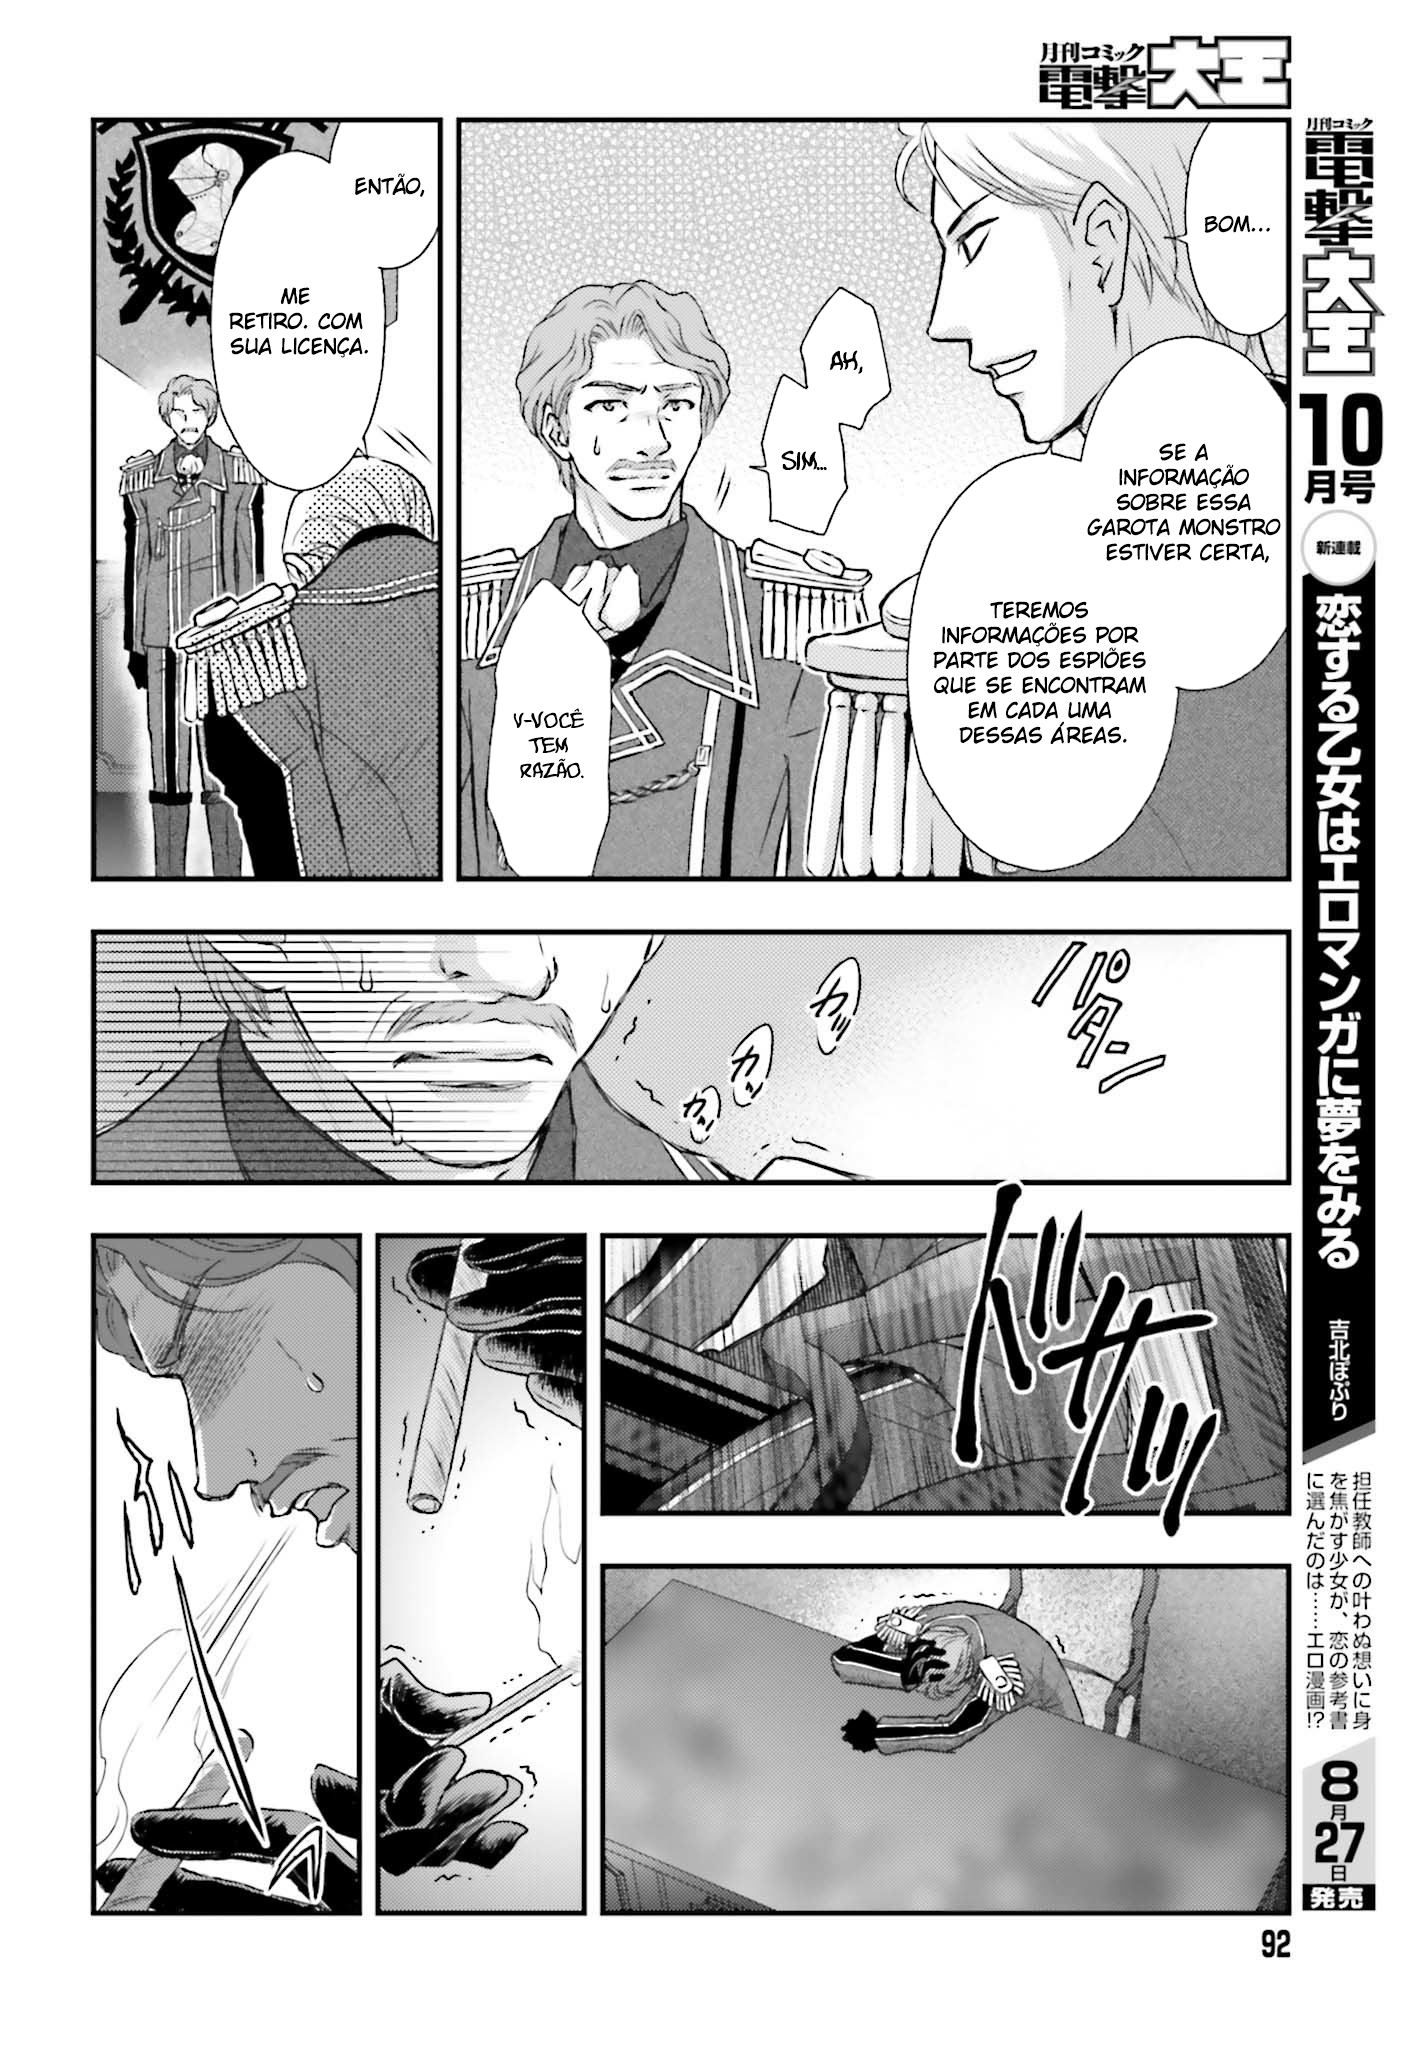 月刊コミック
電撃大王
BOM...
SE A
INFORMAÇÃO
SOBRE ESSA
GAROTA MONSTRO
ESTIVER CERTA,
TEREMOS
INFORMAÇÕES POR
PARTE DOS ESPIÕES
QUE SE ENCONTRAM
EM CADA UMA
DESSAS ÁREAS.
AH,
SIM...
V-VOCÊ
TEM
RAZÃO.
ENTÃO,
ME
RETIRO. COM
SUA LICENÇA.
パタン
カッ
カッ
カッ
ドサッ
月刊コミック
電撃大王
10月号
新連載
恋する乙女はエロマンガに夢をみる
吉北ぽぷり
担任教師への叶わぬ想いに身
を焦がす少女が、恋の参考書
に選んだのは……エロ漫画!?
8月27日
発売
92